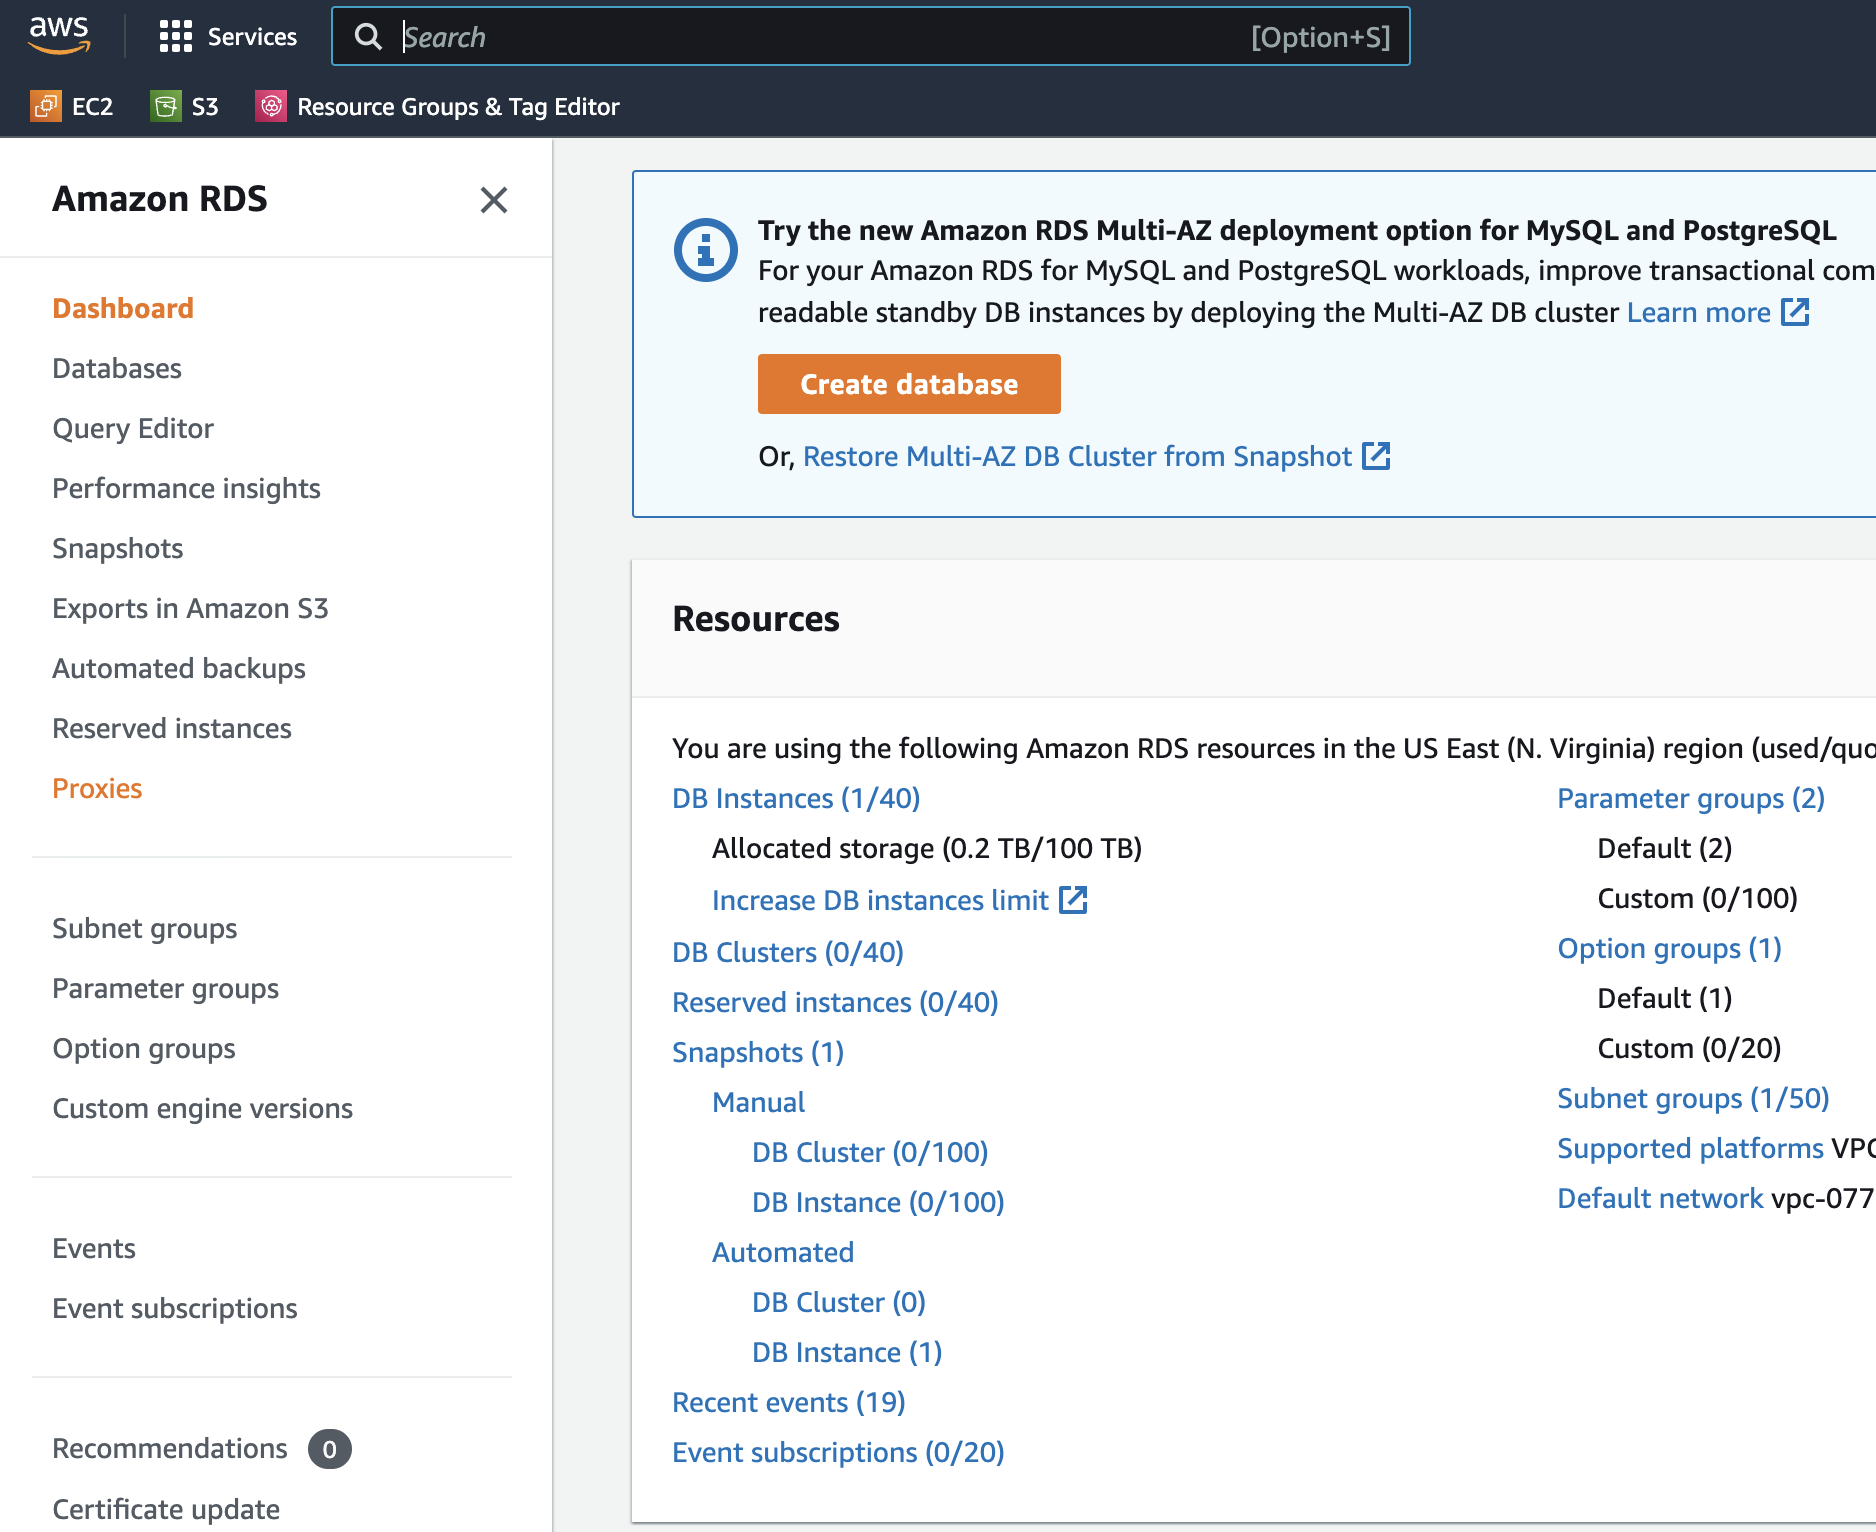 aws
Services
Search
[Option+S]
EC2
S3
Resource Groups & Tag Editor
Amazon RDS
Dashboard
Databases
Query Editor
Performance insights
Snapshots
Exports in Amazon S3
Automated backups
Reserved instances
Proxies
Subnet groups
Parameter groups
Option groups
Custom engine versions
Events
Event subscriptions
Recommendations 0
Certificate update
Try the new Amazon RDS Multi-AZ deployment option for MySQL and PostgreSQL
For your Amazon RDS for MySQL and PostgreSQL workloads, improve transactional com
readable standby DB instances by deploying the Multi-AZ DB cluster Learn more
Create database
Or, Restore Multi-AZ DB Cluster from Snapshot
Resources
You are using the following Amazon RDS resources in the US East (N. Virginia) region (used/quo
DB Instances (1/40)
Allocated storage (0.2 TB/100 TB)
Increase DB instances limit
DB Clusters (0/40)
Reserved instances (0/40)
Snapshots (1)
Manual
DB Cluster (0/100)
DB Instance (0/100)
Automated
DB Cluster (0)
DB Instance (1)
Recent events (19)
Event subscriptions (0/20)
Parameter groups (2)
Default (2)
Custom (0/100)
Option groups (1)
Default (1)
Custom (0/20)
Subnet groups (1/50)
Supported platforms VPC
Default network vpc-077